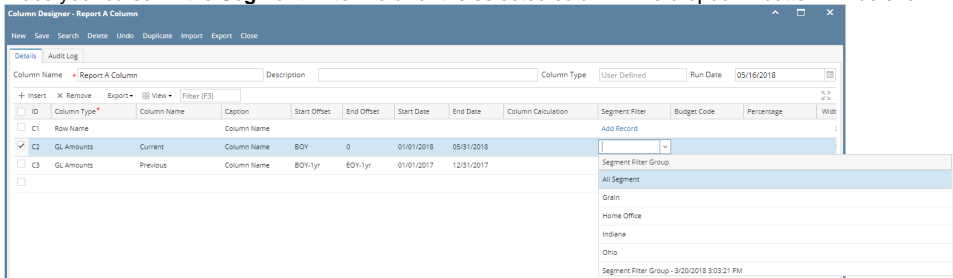 Column Designer - Report A Column
New Save Search Delete Undo Duplicate Import Export Close
Details Audit Log
Column Name * Report A Column Description Column Type User Defined Run Date 05/16/2018
+ Insert × Remove Export View Filter (F3)
ID Column Type* Column Name Caption Start Offset End Offset Start Date End Date Column Calculation Segment Filter Budget Code Percentage Widt
C1 Row Name Column Name Add Record
C2 GL Amounts Current Column Name BOY 0 01/01/2018 05/31/2018
C3 GL Amounts Previous Column Name BOY-1yr EOY-1yr 01/01/2017 12/31/2017
Segment Filter Group
All Segment
Grain
Home Office
Indiana
Ohio
Segment Filter Group - 3/20/2018 3:03:21 PM